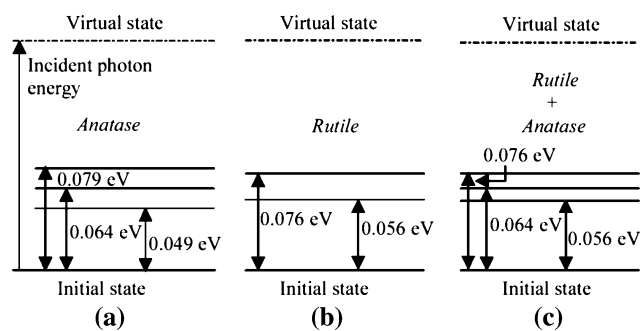 Virtual state
Incident photon
energy
Anatase
0.079 eV
0.064 eV
0.049 eV
Initial state
(a)
Virtual state
Rutile
0.076 eV
0.056 eV
Initial state
(b)
Virtual state
Rutile
+
Anatase
0.076 eV
0.064 eV
0.056 eV
Initial state
(c)